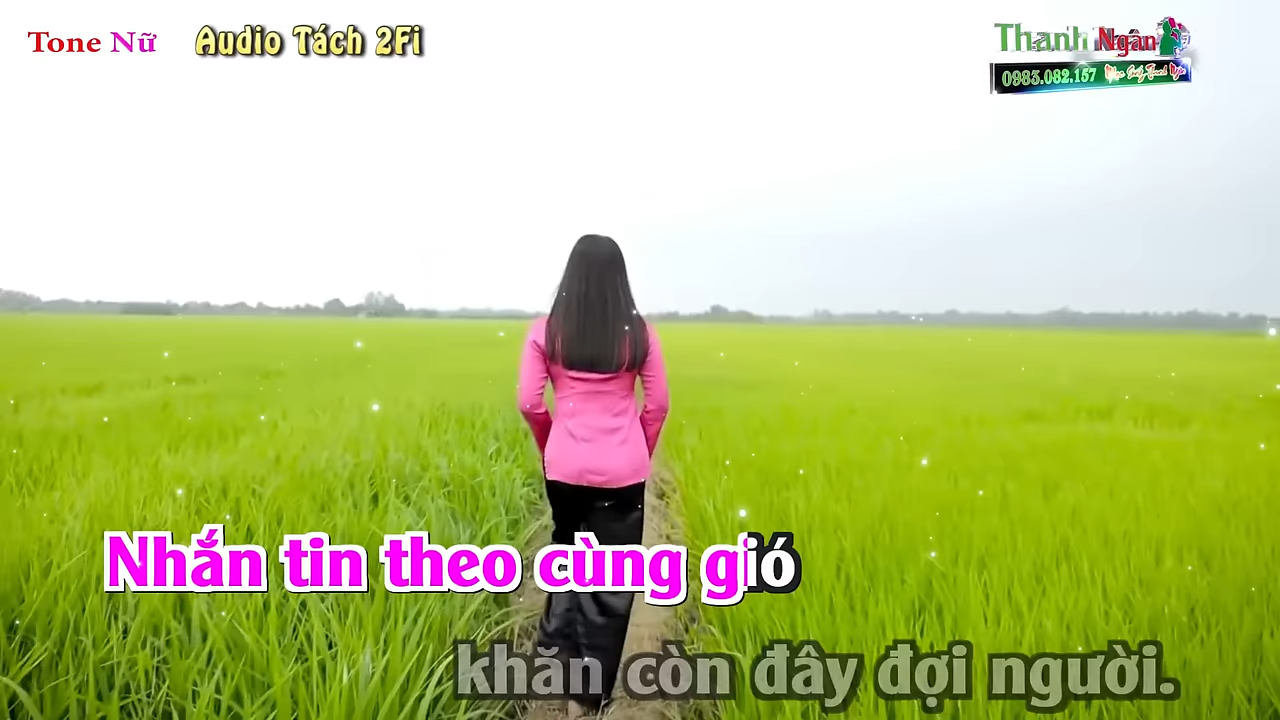 Tone Nữ
Audio Tách 2Fi
Thanh Ngân
0983.082.157
Nhắn tin theo cùng gió
khăn còn đây đợi người.